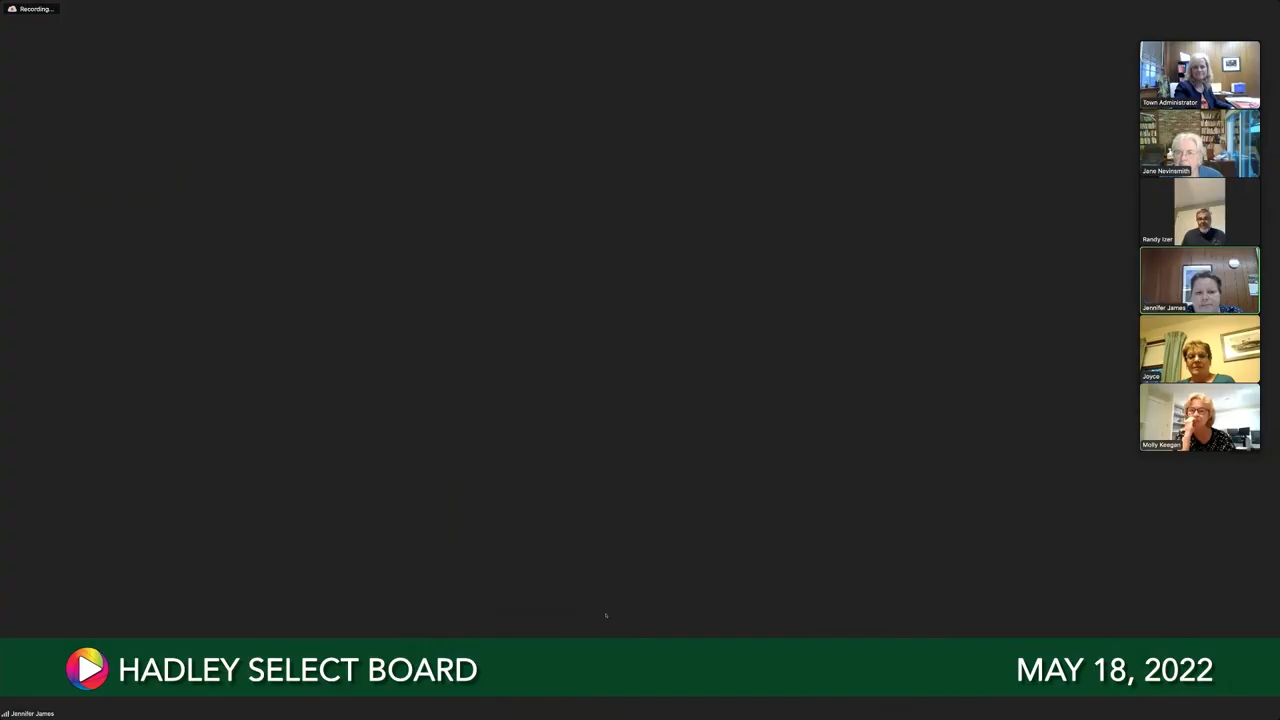 Recording...
Town Administrator
Jane Nevinsmith
Randy Izer
Jennifer James
Joyce
Molly Keegan
HADLEY SELECT BOARD
MAY 18, 2022
Jennifer James